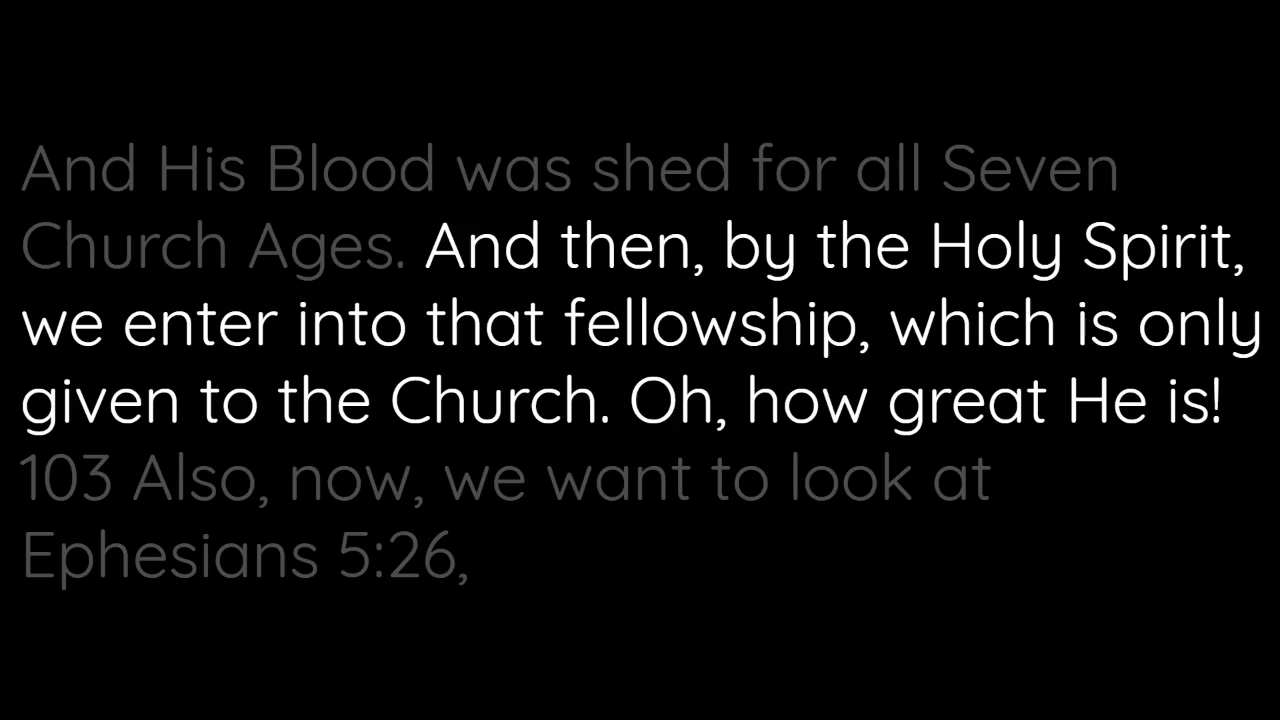 And His Blood was shed for all Seven
Church Ages. And then, by the Holy Spirit,
we enter into that fellowship, which is only
given to the Church. Oh, how great He is!
103 Also, now, we want to look at
Ephesians 5:26,